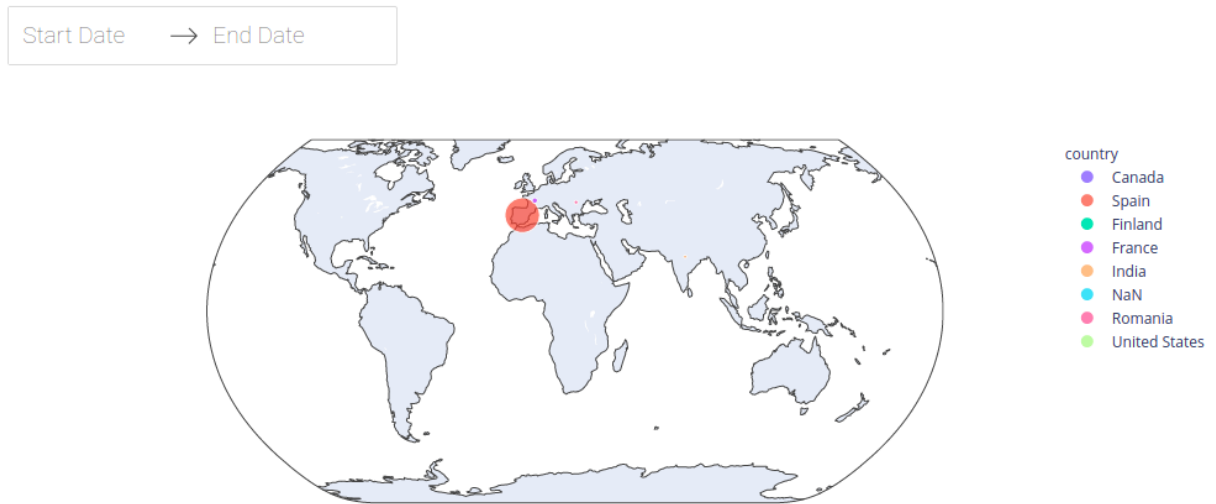 Start Date → End Date
country
Canada
Spain
Finland
France
India
NaN
Romania
United States